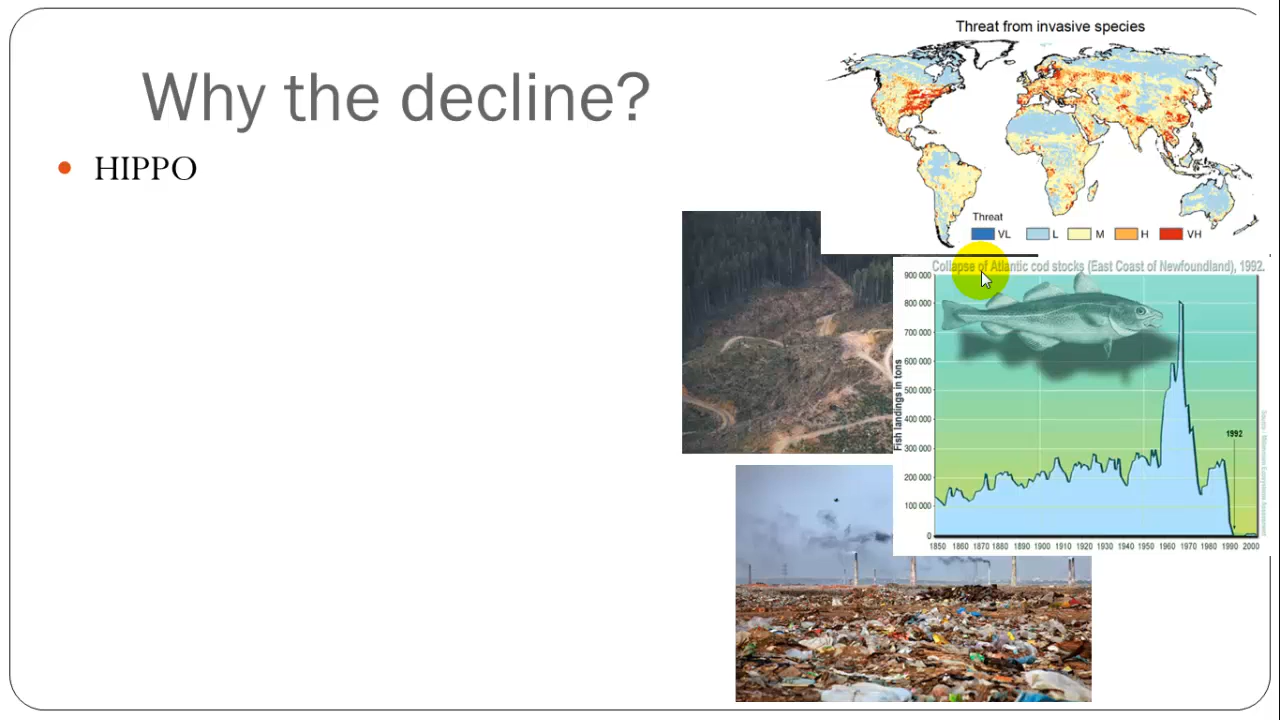 Why the decline?
HIPPO
Threat from invasive species
Threat
VL L M H VH
Collapse of Atlantic cod stocks (East Coast of Newfoundland), 1992.
900 000
800 000
700 000
600 000
500 000
400 000
300 000
200 000
100 000
0
Fish landings in tons
1992
1850 1860 1870 1880 1890 1900 1910 1920 1930 1940 1950 1960 1970 1980 1990 2000